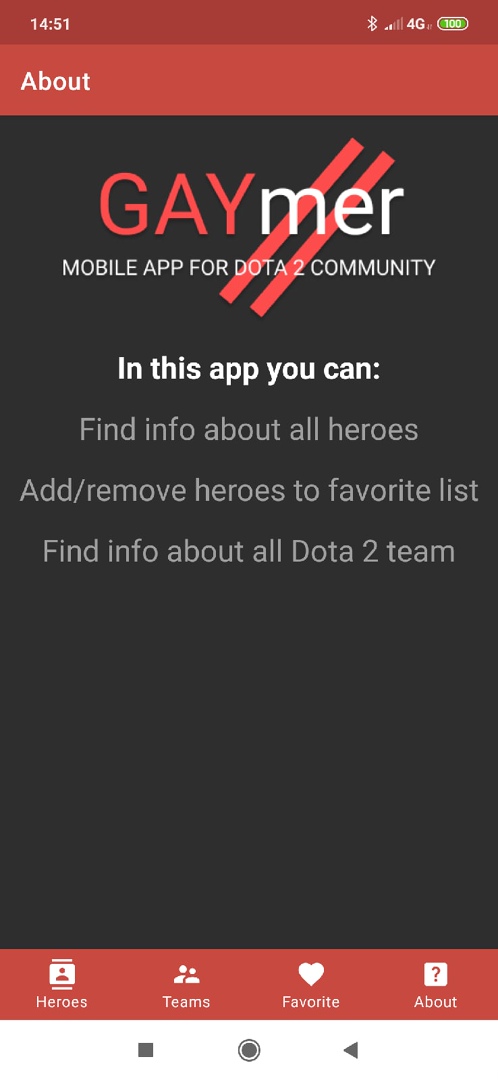 14:51
4G
100
About
GAYmer
MOBILE APP FOR DOTA 2 COMMUNITY
In this app you can:
Find info about all heroes
Add/remove heroes to favorite list
Find info about all Dota 2 team
Heroes
Teams
Favorite
About